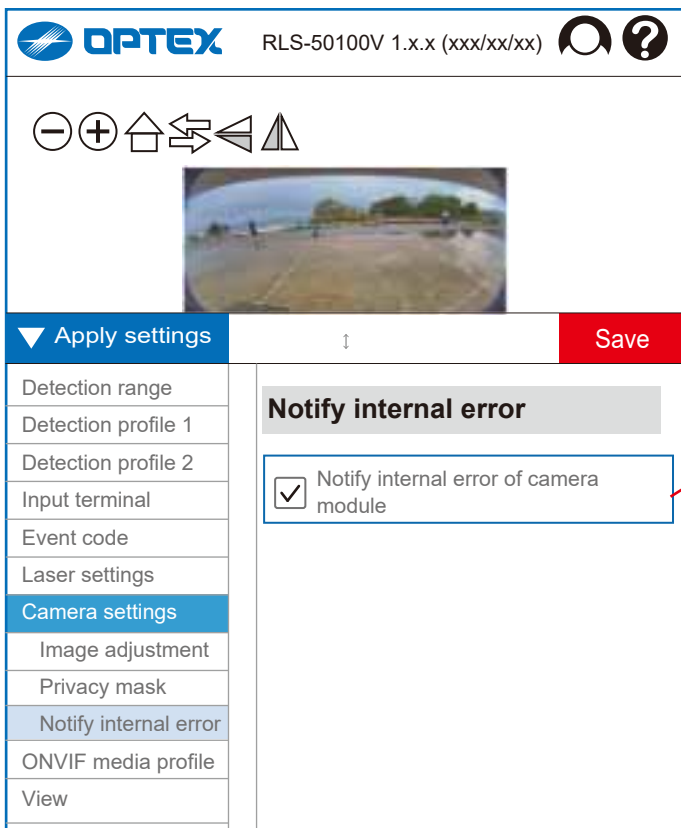 OPTEX RLS-50100V 1.x.x (xxx/xx/xx) ?
Apply settings
Save
Detection range
Detection profile 1
Detection profile 2
Input terminal
Event code
Laser settings
Camera settings
Image adjustment
Privacy mask
Notify internal error
ONVIF media profile
View
Notify internal error
Notify internal error of camera
module